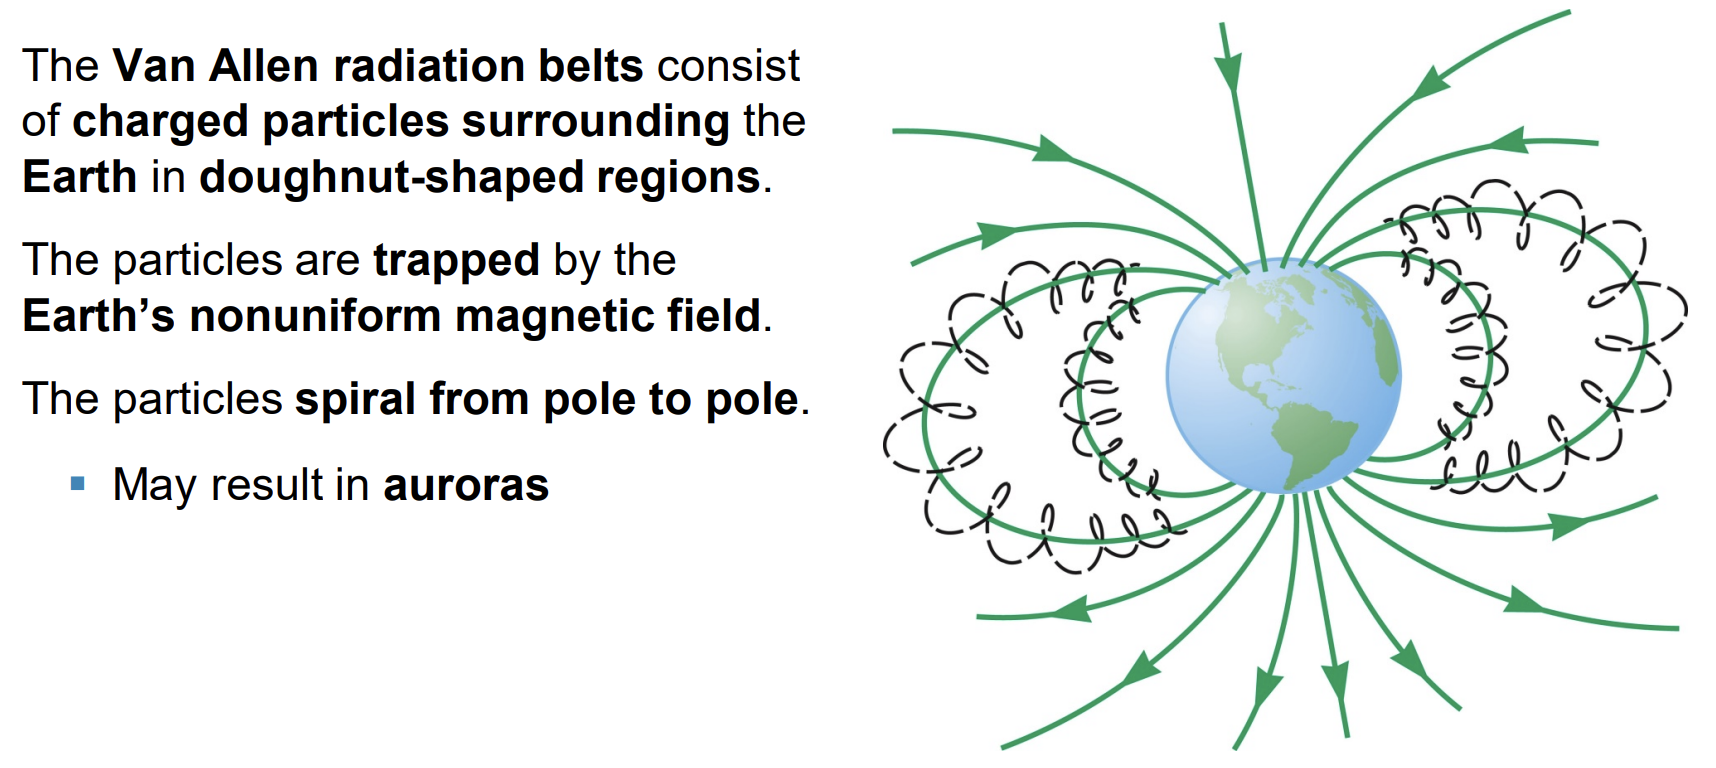 The Van Allen radiation belts consist
of charged particles surrounding the
Earth in doughnut-shaped regions.
The particles are trapped by the
Earth’s nonuniform magnetic field.
The particles spiral from pole to pole.
▪ May result in auroras